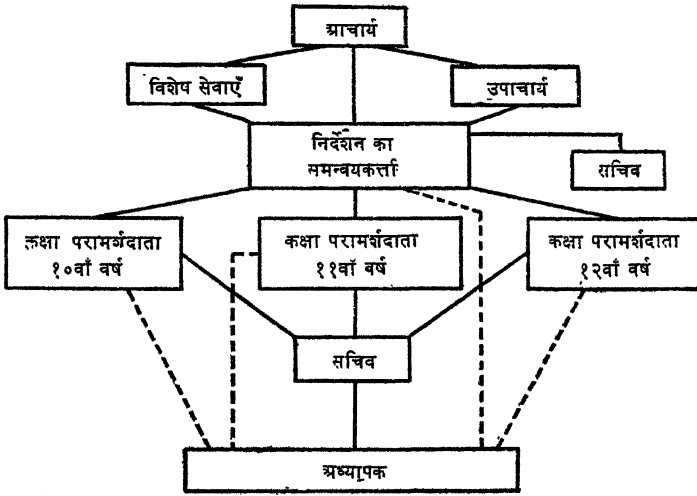 आचार्य
विशेष सेवाएँ
उपाचार्य
निर्देशन का
समन्वयकर्त्ता
सचिव
कक्षा परामर्शदाता
१०वाँ वर्ष
कक्षा परामर्शदाता
११वाँ वर्ष
कक्षा परामर्शदाता
१२वाँ वर्ष
सचिव
अध्यापक